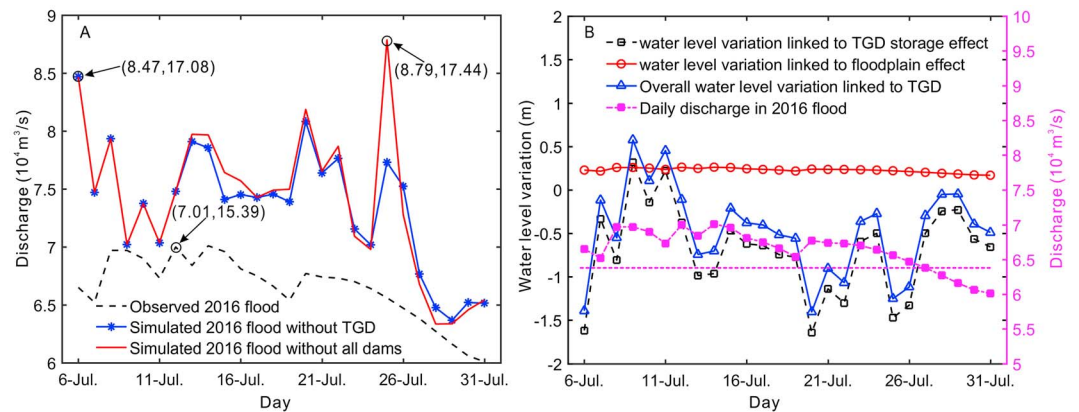 A
9
8.5
8
7.5
7
6.5
6
Discharge (10⁴ m³/s)
(8.47,17.08)
(8.79,17.44)
(7.01,15.39)
Observed 2016 flood
Simulated 2016 flood without TGD
Simulated 2016 flood without all dams
6-Jul. 11-Jul. 16-Jul. 21-Jul. 26-Jul. 31-Jul.
Day
B
2
1.5
1
0.5
0
-0.5
-1
-1.5
-2
Water level variation (m)
water level variation linked to TGD storage effect
water level variation linked to floodplain effect
Overall water level variation linked to TGD
Daily discharge in 2016 flood
10
9.5
9
8.5
8
7.5
7
6.5
6
5.5
5
Discharge (10⁴ m³/s)
6-Jul. 11-Jul. 16-Jul. 21-Jul. 26-Jul. 31-Jul.
Day